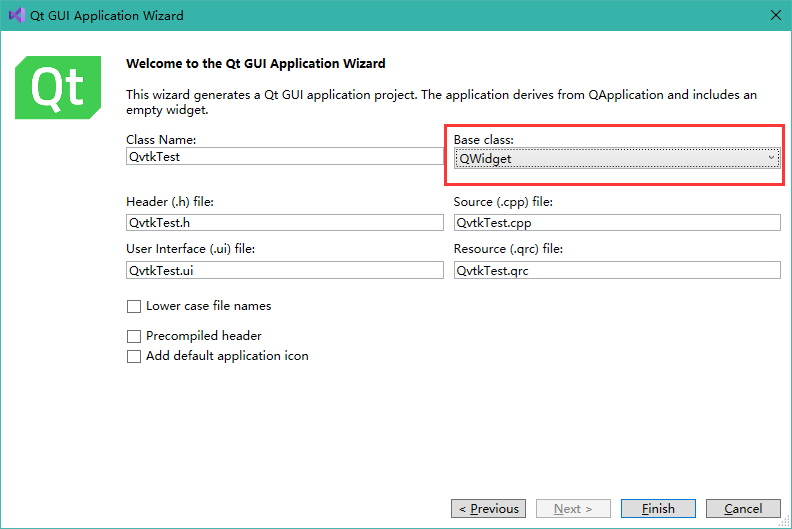 Qt GUI Application Wizard
Qt
Welcome to the Qt GUI Application Wizard
This wizard generates a Qt GUI application project. The application derives from QApplication and includes an
empty widget.
Class Name:
QvtkTest
Base class:
QWidget
Header (.h) file:
QvtkTest.h
Source (.cpp) file:
QvtkTest.cpp
User Interface (.ui) file:
QvtkTest.ui
Resource (.qrc) file:
QvtkTest.qrc
Lower case file names
Precompiled header
Add default application icon
< Previous
Next >
Finish
Cancel